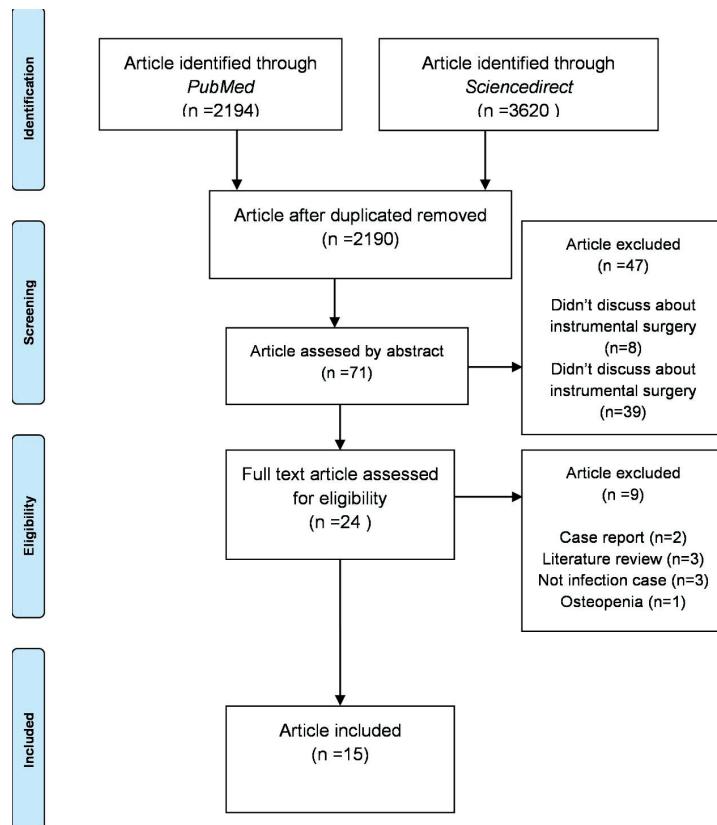 Identification
Article identified through
PubMed
(n =2194)
Article identified through
Sciencedirect
(n =3620 )
Screening
Article after duplicated removed
(n =2190)
Article assesed by abstract
(n =71)
Article excluded
(n =47)
Didn't discuss about
instrumental surgery
(n=8)
Didn't discuss about
instrumental surgery
(n=39)
Eligibility
Full text article assessed
for eligibility
(n =24 )
Article excluded
(n =9)
Case report (n=2)
Literature review (n=3)
Not infection case (n=3)
Osteopenia (n=1)
Included
Article included
(n =15)